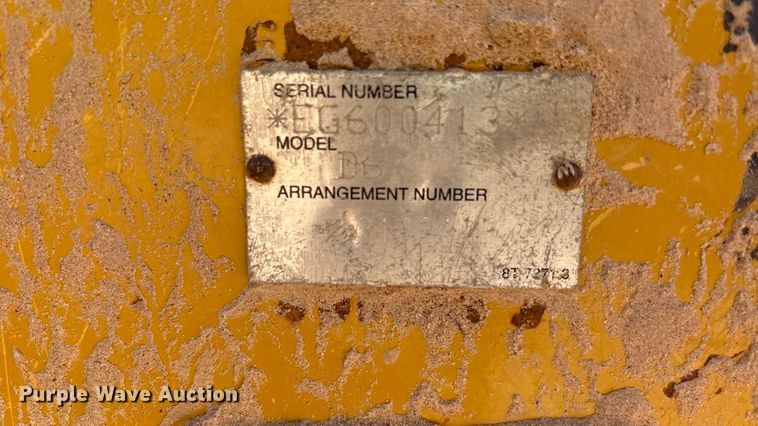 SERIAL NUMBER
*EG600413*
MODEL
D6
ARRANGEMENT NUMBER
8T-7271 3
Purple Wave Auction